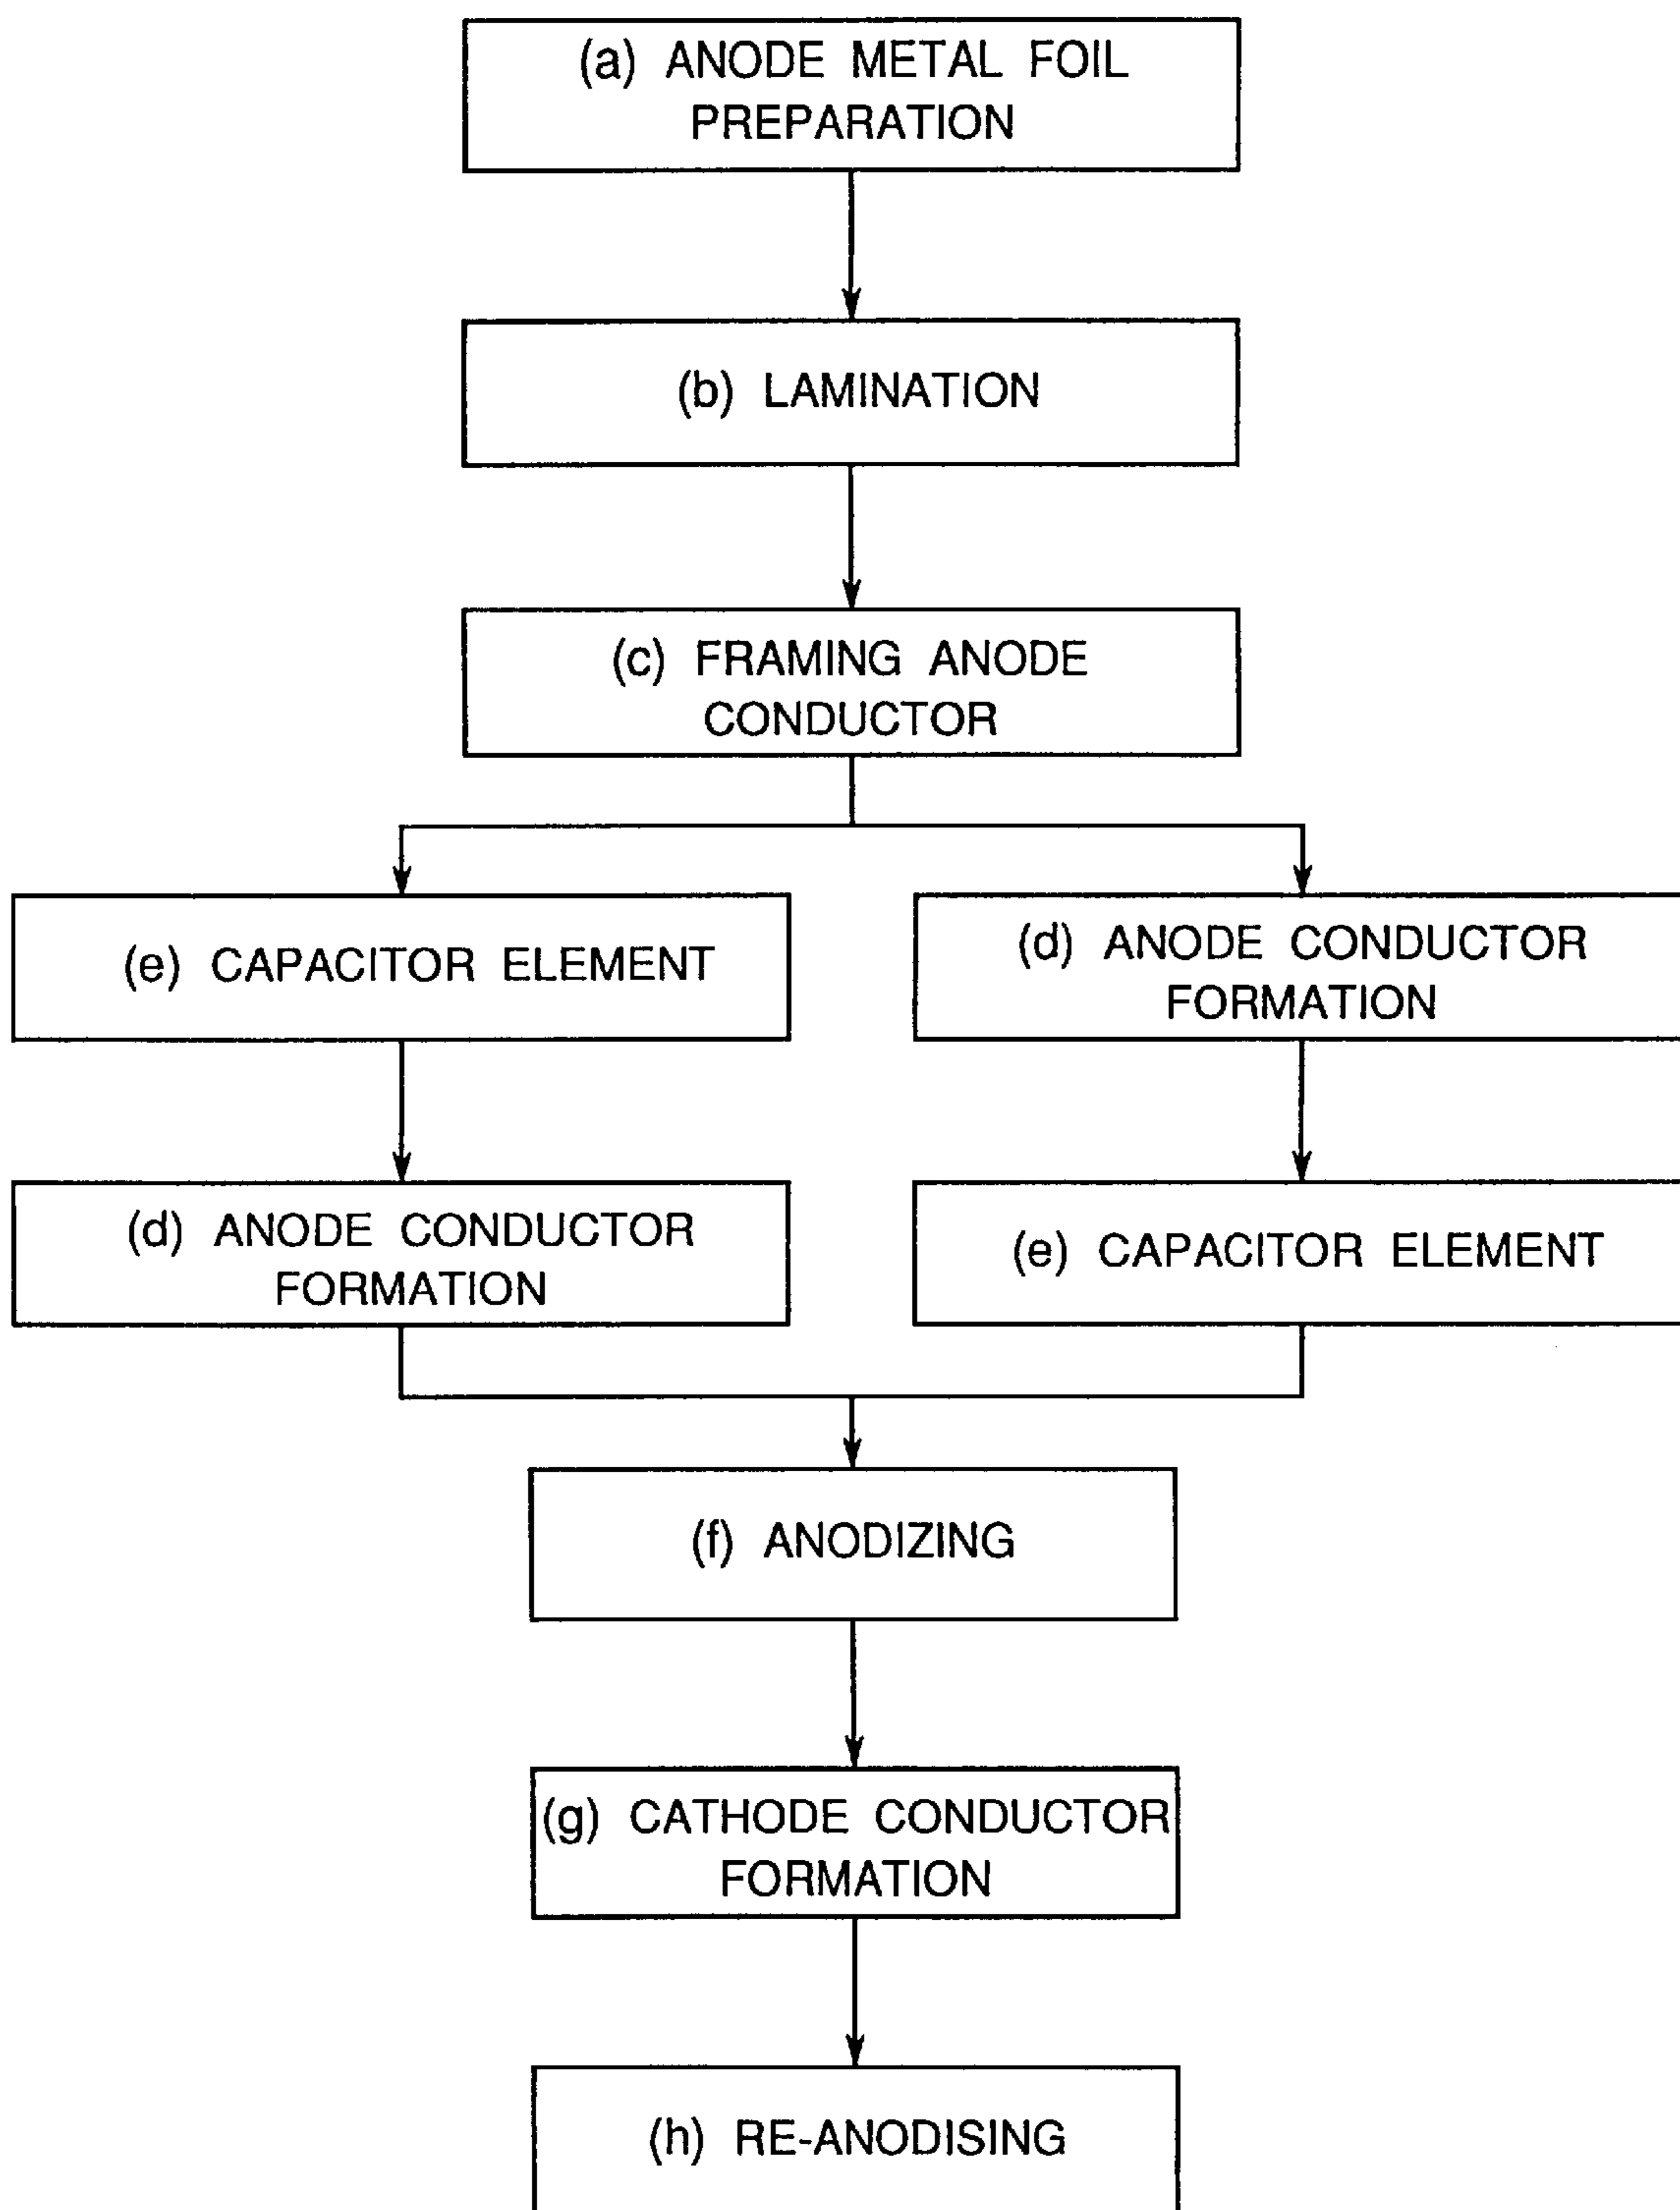 (a) ANODE METAL FOIL
PREPARATION
(b) LAMINATION
(c) FRAMING ANODE
CONDUCTOR
(e) CAPACITOR ELEMENT
(d) ANODE CONDUCTOR
FORMATION
(d) ANODE CONDUCTOR
FORMATION
(e) CAPACITOR ELEMENT
(f) ANODIZING
(g) CATHODE CONDUCTOR
FORMATION
(h) RE-ANODISING